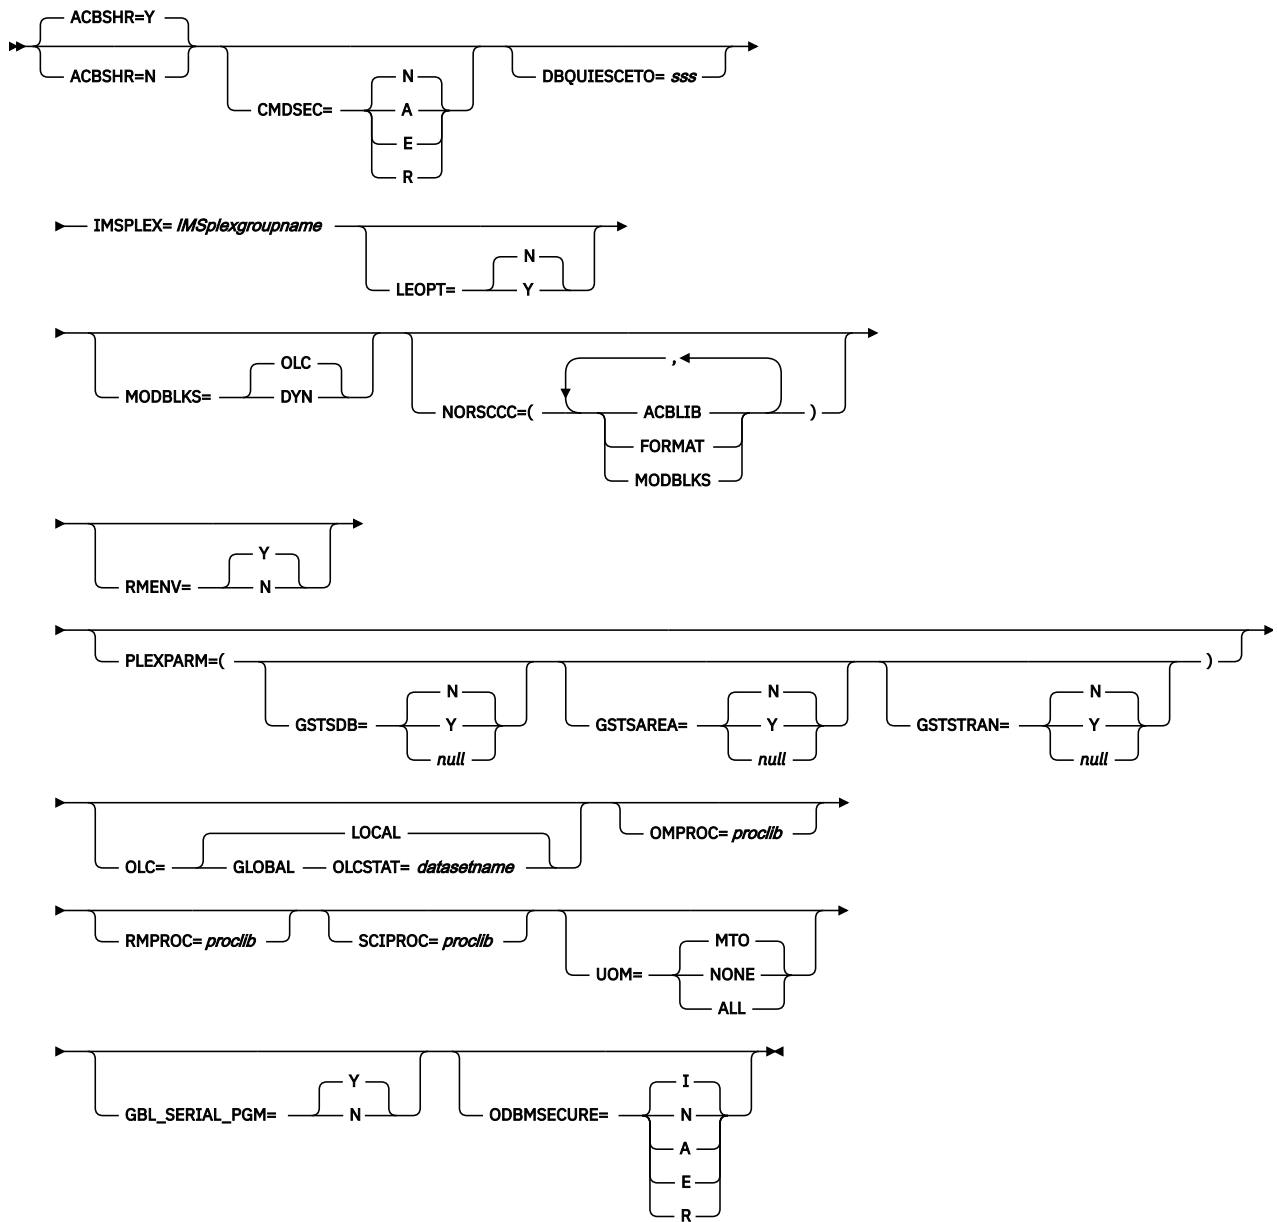 ACBSHR=Y
ACBSHR=N
CMDSEC=
N
A
E
R
DBQUIESCETO= sss
IMSPLEX= IMSplexgroupname
LEOPT=
N
Y
MODBLKS=
OLC
DYN
NORSCCC=(
,
ACBLIB
FORMAT
MODBLKS
)
RMENV=
Y
N
PLEXPARM=(
GSTSDB=
N
Y
null
GSTSAREA=
N
Y
null
GSTSTRAN=
N
Y
null
)
OLC=
LOCAL
GLOBAL OLCSTAT= datasetname
OMPROC= proclib
RMPROC= proclib
SCIPROC= proclib
UOM=
MTO
NONE
ALL
GBL_SERIAL_PGM=
Y
N
ODBMSECURE=
I
N
A
E
R